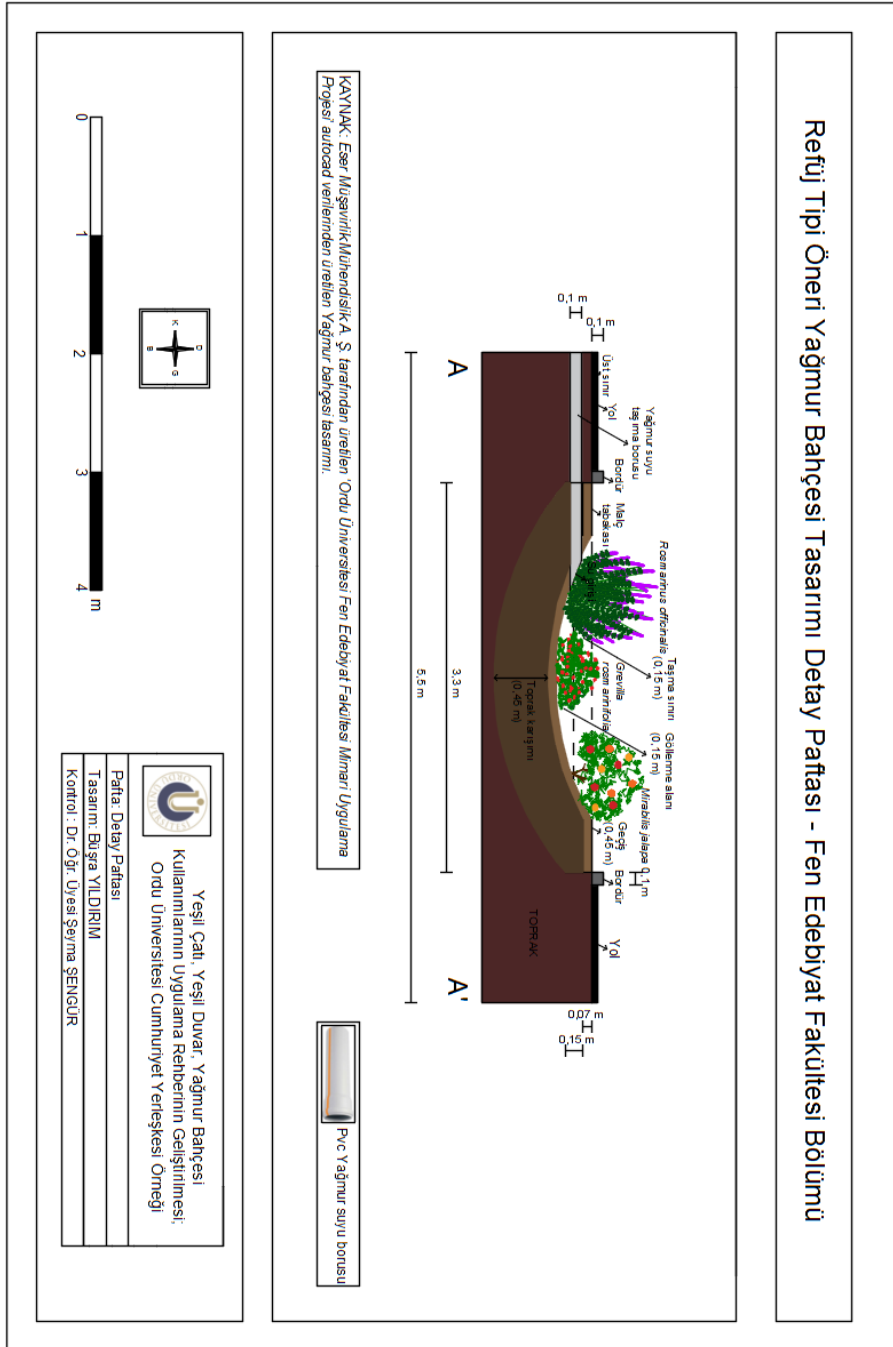 Refüj Tipi Öneri Yağmur Bahçesi Tasarımı Detay Paftası - Fen Edebiyat Fakültesi Bölümü
0,1 m
0,1 m
Üst sınır
Yol
Yağmur suyu
taşıma borusu
Bordür
Malç
tabakası
Rosmarinus officinalis
Taşma sınırı
(0,15 m)
Grevilla
rosmarinifolia
Göllenme alanı
(0,15 m)
Mirabilis jalapa
0,1 m
Geçiş
(0,45 m)
Bordür
Yol
Toprak karışımı
(0,45 m)
TOPRAK
0,07 m
0,15 m
A
A'
3,3 m
5,5 m
KAYNAK: Eser Müşavirlik Mühendislik A. Ş. tarafından üretilen 'Ordu Üniversitesi Fen Edebiyat Fakültesi Mimari Uygulama
Projesi' autocad verilerinden üretilen Yağmur bahçesi tasarımı.
Pvc Yağmur suyu borusu
K
D
B
G
0
1
2
3
4
m
ORDU ÜNİVERSİTESİ
Yeşil Çatı, Yeşil Duvar, Yağmur Bahçesi
Kullanımlarının Uygulama Rehberinin Geliştirilmesi;
Ordu Üniversitesi Cumhuriyet Yerleşkesi Örneği
Pafta: Detay Paftası
Tasarım: Büşra YILDIRIM
Kontrol : Dr. Öğr. Üyesi Şeyma ŞENGÜR